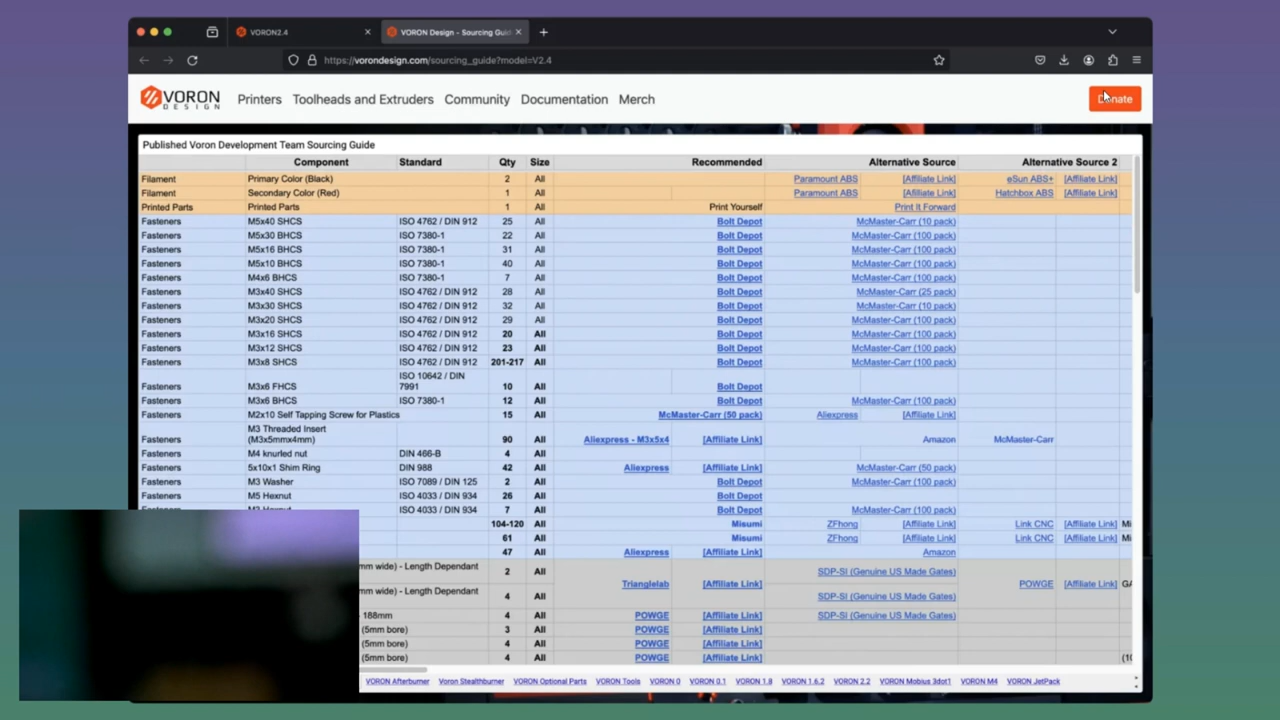 VORON2.4
VORON Design - Sourcing Gui
https://vorondesign.com/sourcing_guide?model=V2.4
VORON DESIGN Printers Toolheads and Extruders Community Documentation Merch Donate
Published Voron Development Team Sourcing Guide
Component Standard Qty Size Recommended Alternative Source Alternative Source 2
Filament Primary Color (Black) 2 All Paramount ABS [Affiliate Link] eSun ABS+ [Affiliate Link]
Filament Secondary Color (Red) 1 All Paramount ABS [Affiliate Link] Hatchbox ABS [Affiliate Link]
Printed Parts Printed Parts 1 All Print Yourself Print It Forward
Fasteners M5x40 SHCS ISO 4762 / DIN 912 25 All Bolt Depot McMaster-Carr (10 pack)
Fasteners M5x30 BHCS ISO 7380-1 22 All Bolt Depot McMaster-Carr (100 pack)
Fasteners M5x16 BHCS ISO 7380-1 31 All Bolt Depot McMaster-Carr (100 pack)
Fasteners M5x10 BHCS ISO 7380-1 40 All Bolt Depot McMaster-Carr (100 pack)
Fasteners M4x6 BHCS ISO 7380-1 7 All Bolt Depot McMaster-Carr (100 pack)
Fasteners M3x40 SHCS ISO 4762 / DIN 912 28 All Bolt Depot McMaster-Carr (25 pack)
Fasteners M3x30 SHCS ISO 4762 / DIN 912 32 All Bolt Depot McMaster-Carr (10 pack)
Fasteners M3x20 SHCS ISO 4762 / DIN 912 29 All Bolt Depot McMaster-Carr (100 pack)
Fasteners M3x16 SHCS ISO 4762 / DIN 912 20 All Bolt Depot McMaster-Carr (100 pack)
Fasteners M3x12 SHCS ISO 4762 / DIN 912 23 All Bolt Depot McMaster-Carr (100 pack)
Fasteners M3x8 SHCS ISO 4762 / DIN 912 201-217 All Bolt Depot McMaster-Carr (100 pack)
ISO 10642 / DIN
Fasteners M3x6 FHCS 7991 10 All Bolt Depot
Fasteners M3x6 BHCS ISO 7380-1 12 All Bolt Depot McMaster-Carr (100 pack)
Fasteners M2x10 Self Tapping Screw for Plastics 15 All McMaster-Carr (50 pack) Aliexpress [Affiliate Link]
M3 Threaded Insert
Fasteners (M3x5mmx4mm) 90 All Aliexpress - M3x5x4 [Affiliate Link] Amazon McMaster-Carr
Fasteners M4 knurled nut DIN 466-B 4 All
Fasteners 5x10x1 Shim Ring DIN 988 42 All Aliexpress [Affiliate Link] McMaster-Carr (50 pack)
Fasteners M3 Washer ISO 7089 / DIN 125 2 All Bolt Depot McMaster-Carr (100 pack)
Fasteners M5 Hexnut ISO 4033 / DIN 934 26 All Bolt Depot
ISO 4033 / DIN 934 7 All Bolt Depot McMaster-Carr (100 pack)
104-120 All Misumi ZFhong [Affiliate Link] Link CNC [Affiliate Link] Mi
61 All Misumi ZFhong [Affiliate Link] Link CNC [Affiliate Link] Mi
47 All Aliexpress [Affiliate Link] Amazon
mm wide) - Length Dependant 2 All SDP-SI (Genuine US Made Gates)
Trianglelab [Affiliate Link] POWGE [Affiliate Link] GA
mm wide) - Length Dependant 4 All SDP-SI (Genuine US Made Gates)
188mm 4 All POWGE [Affiliate Link] SDP-SI (Genuine US Made Gates)
(5mm bore) 3 All POWGE [Affiliate Link]
(5mm bore) 4 All POWGE [Affiliate Link]
(5mm bore) 4 All POWGE [Affiliate Link] (10
VORON Afterburner Voron Stealthburner VORON Optional Parts VORON Tools VORON 0 VORON 0.1 VORON 1.8 VORON 1.6.2 VORON 2.2 VORON Mobius 3dot1 VORON M4 VORON JetPack